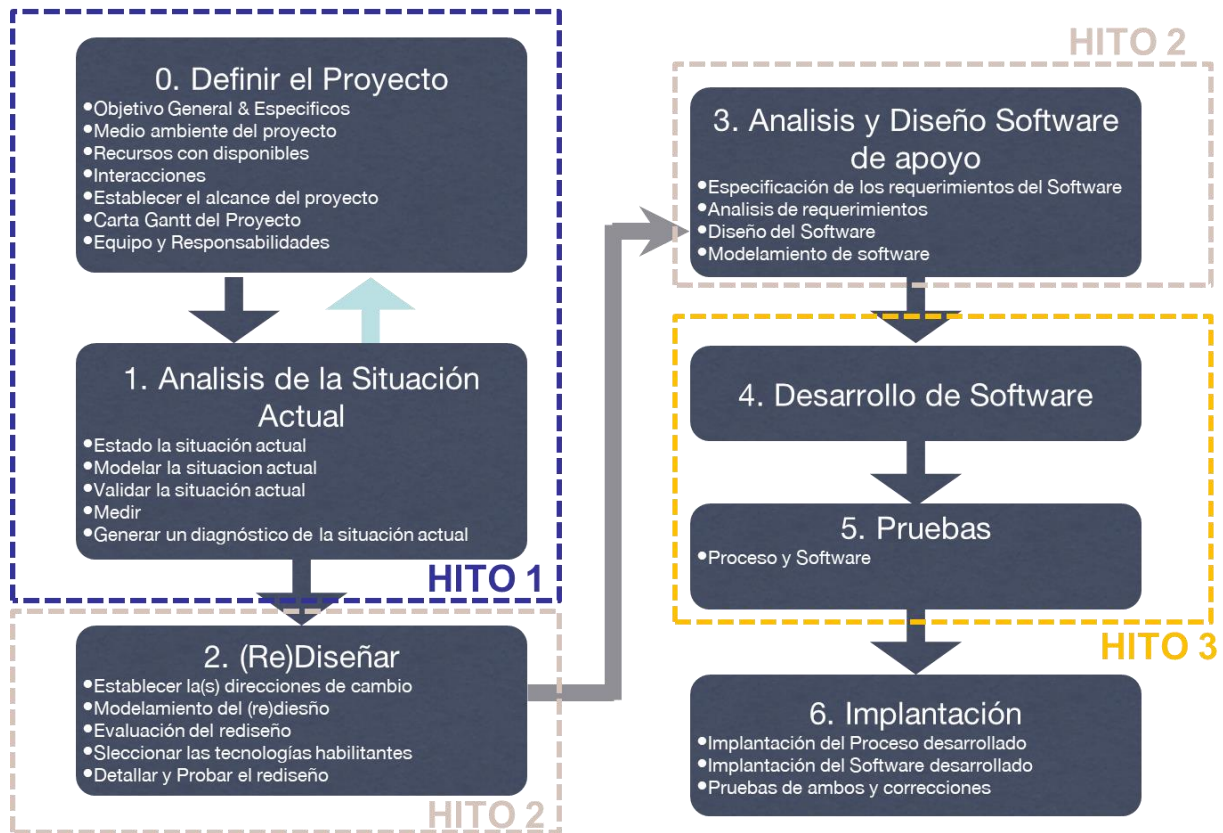 0. Definir el Proyecto
•Objetivo General & Especificos
•Medio ambiente del proyecto
•Recursos con disponibles
•Interacciones
•Establecer el alcance del proyecto
•Carta Gantt del Proyecto
•Equipo y Responsabilidades
1. Analisis de la Situación
Actual
•Estado la situación actual
•Modelar la situacion actual
•Validar la situación actual
•Medir
•Generar un diagnóstico de la situación actual
HITO 1
2. (Re)Diseñar
•Establecer la(s) direcciones de cambio
•Modelamiento del (re)diesño
•Evaluación del rediseño
•Sleccionar las tecnologías habilitantes
•Detallar y Probar el rediseño
HITO 2
HITO 2
3. Analisis y Diseño Software
de apoyo
•Especificación de los requerimientos del Software
•Analisis de requerimientos
•Diseño del Software
•Modelamiento de software
4. Desarrollo de Software
5. Pruebas
•Proceso y Software
HITO 3
6. Implantación
•Implantación del Proceso desarrollado
•Implantación del Software desarrollado
•Pruebas de ambos y correcciones